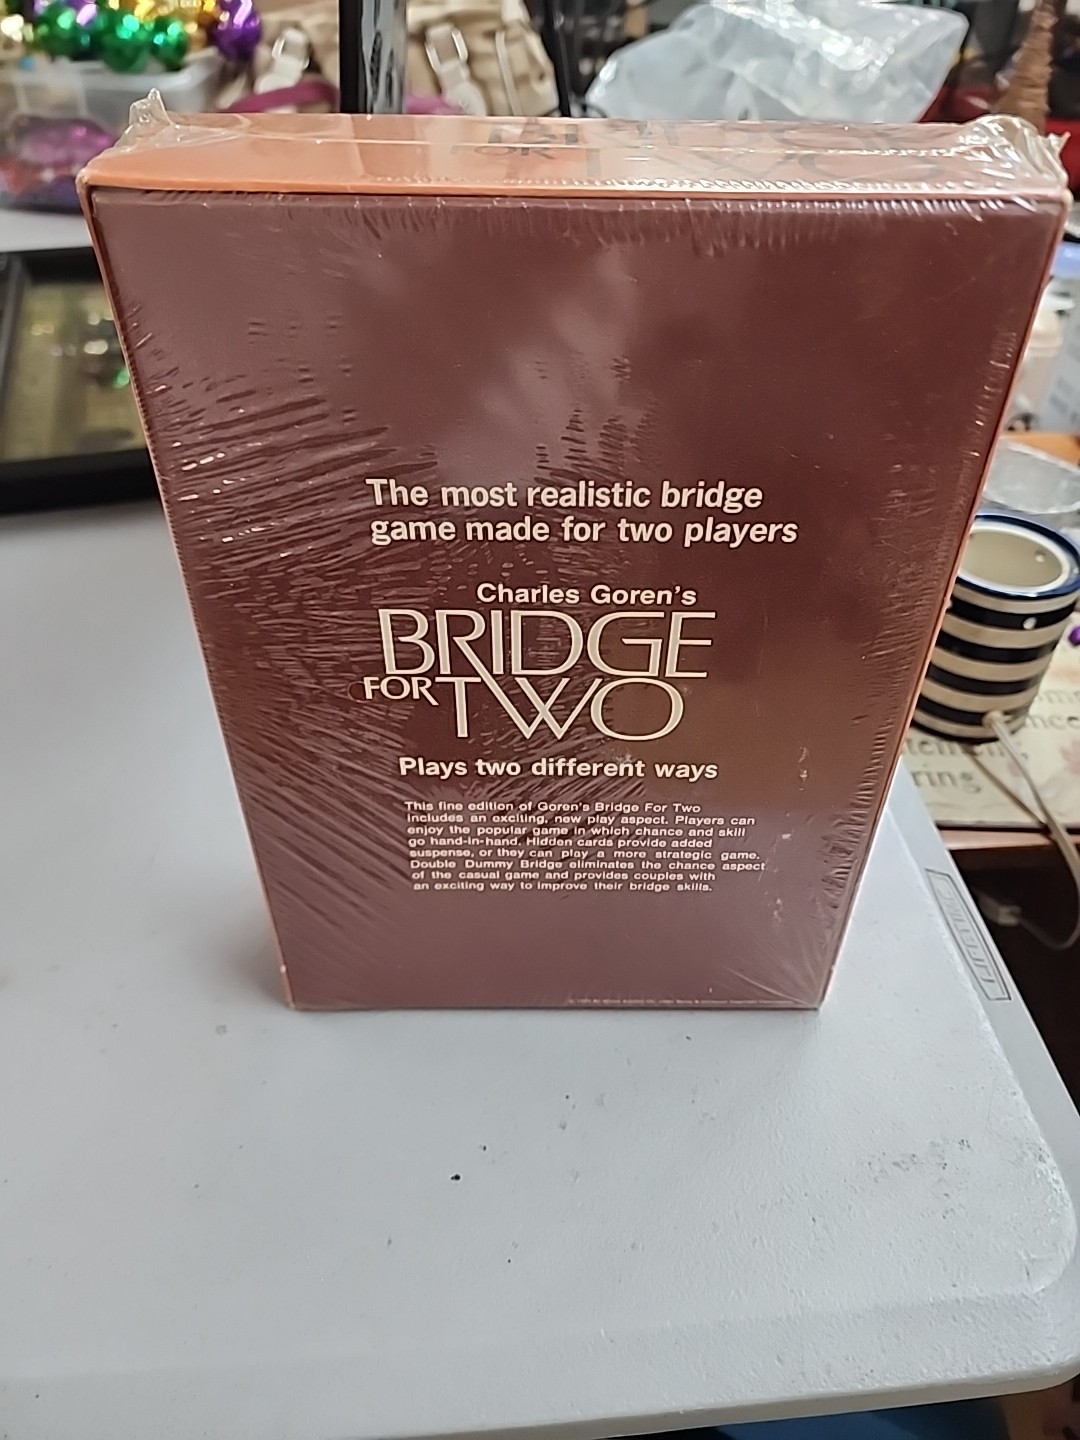 FOR TWO
The most realistic bridge
game made for two players
Charles Goren's
BRIDGE
FOR TWO
Plays two different ways
This fine edition of Goren's Bridge For Two
includes an exciting, new play aspect. Players can
enjoy the popular game in which chance and skill
go hand-in-hand. Hidden cards provide added
suspense, or they can play a more strategic game.
Double Dummy Bridge eliminates the chance aspect
of the casual game and provides couples with
an exciting way to improve their bridge skills.
LIFETIME